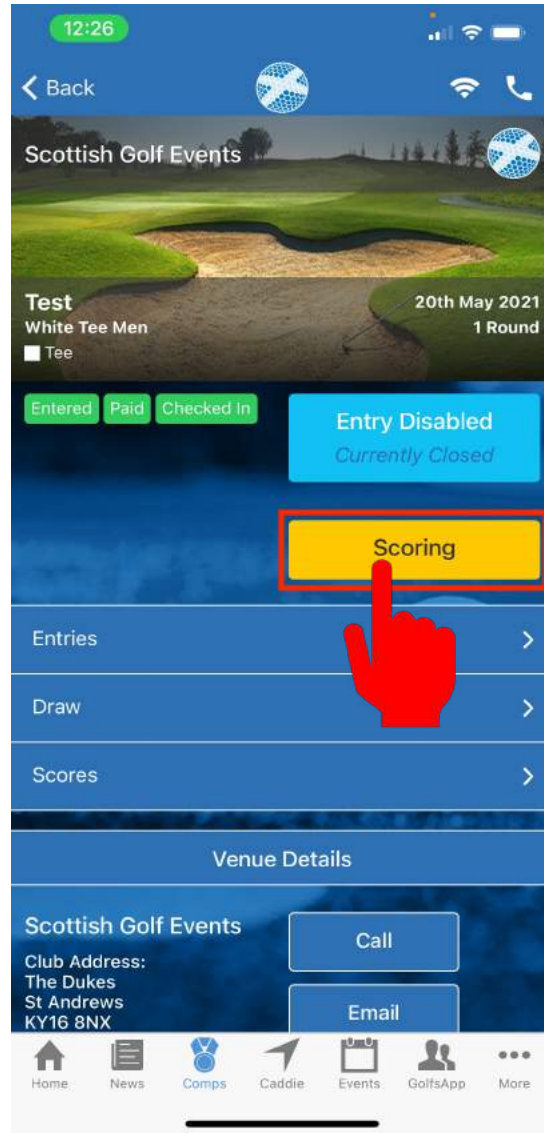 12:26
Back
Scottish Golf Events
Test
20th May 2021
White Tee Men
1 Round
Tee
Entered Paid Checked In
Entry Disabled
Currently Closed
Scoring
Entries
Draw
Scores
Venue Details
Scottish Golf Events
Call
Club Address:
The Dukes
St Andrews
KY16 8NX
Email
Home News Comps Caddie Events GolfsApp More